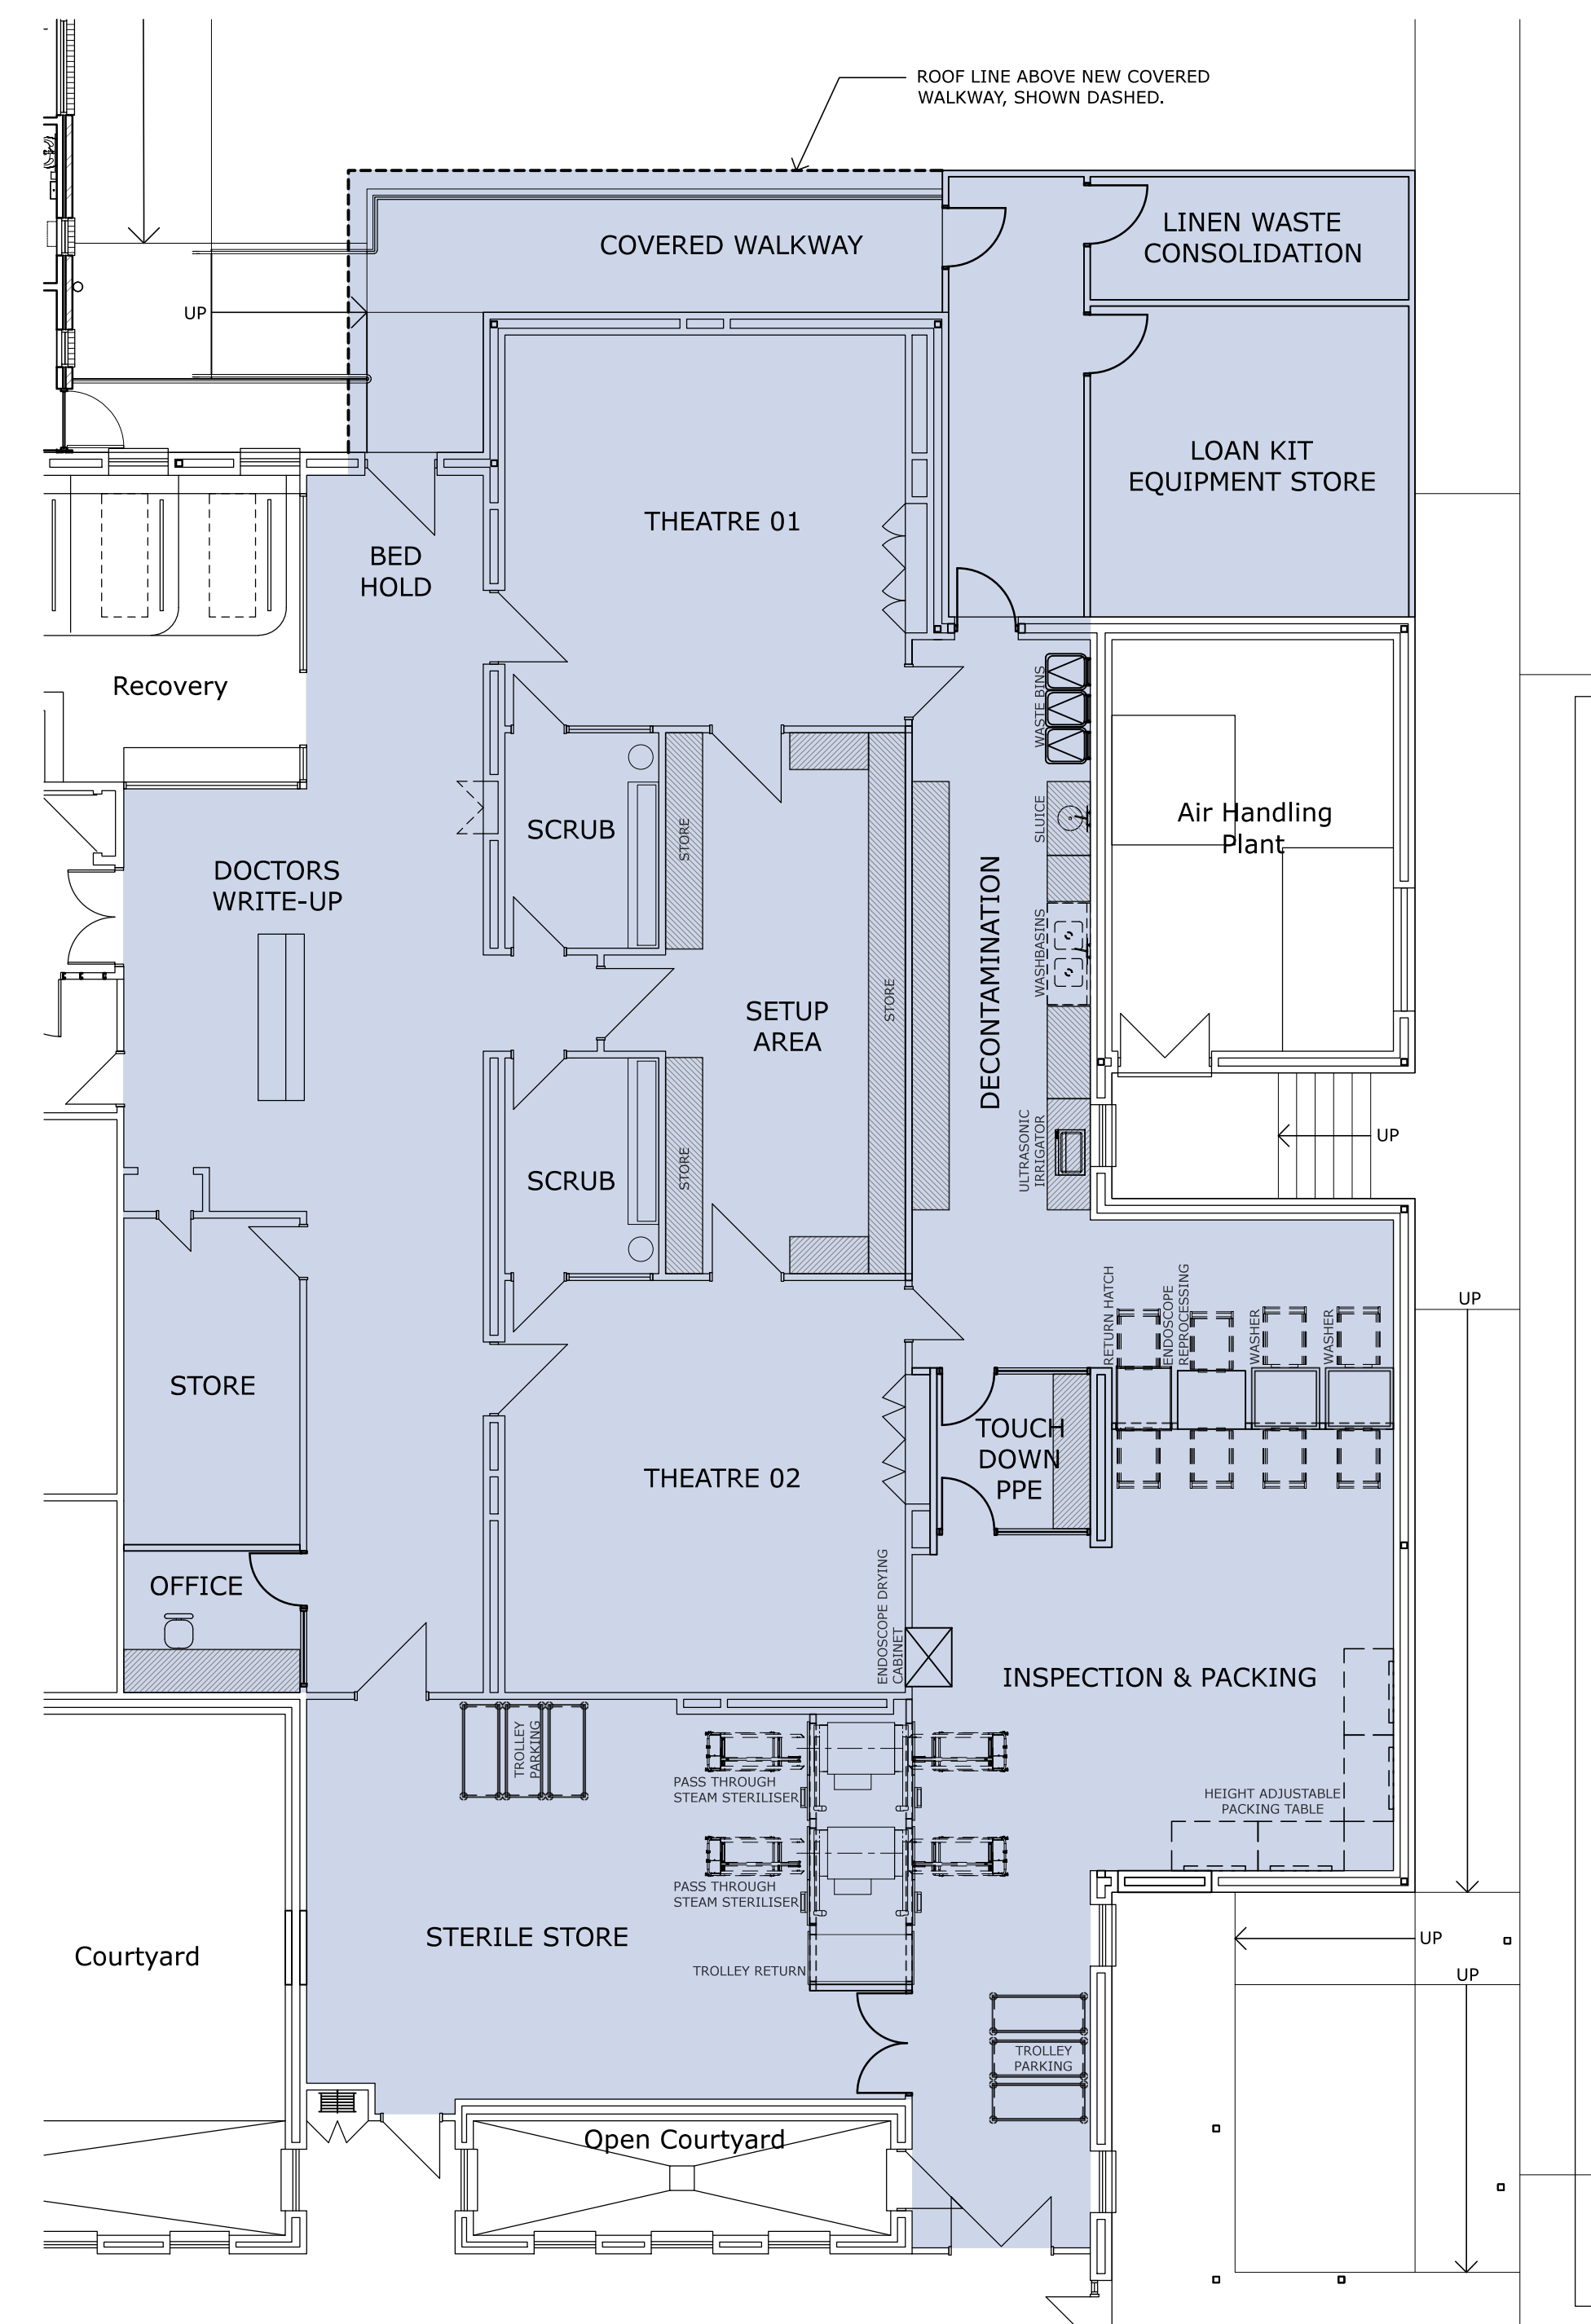 ROOF LINE ABOVE NEW COVERED
WALKWAY, SHOWN DASHED.
LINEN WASTE
CONSOLIDATION
COVERED WALKWAY
UP
LOAN KIT
EQUIPMENT STORE
THEATRE 01
BED
HOLD
Recovery
WASTE BINS
Air Handling
Plant
SLUICE
SCRUB
STORE
DOCTORS
WRITE-UP
DECONTAMINATION
WASHBASINS
STORE
SETUP
AREA
UP
ULTRASONIC
IRRIGATOR
SCRUB
STORE
UP
RETURN HATCH
ENDOSCOPE
REPROCESSING
WASHER
WASHER
STORE
TOUCH
DOWN
PPE
THEATRE 02
OFFICE
ENDOSCOPE DRYING
CABINET
INSPECTION & PACKING
TROLLEY
PARKING
PASS THROUGH
STEAM STERILISER
HEIGHT ADJUSTABLE
PACKING TABLE
PASS THROUGH
STEAM STERILISER
STERILE STORE
UP
Courtyard
TROLLEY RETURN
UP
TROLLEY
PARKING
Open Courtyard